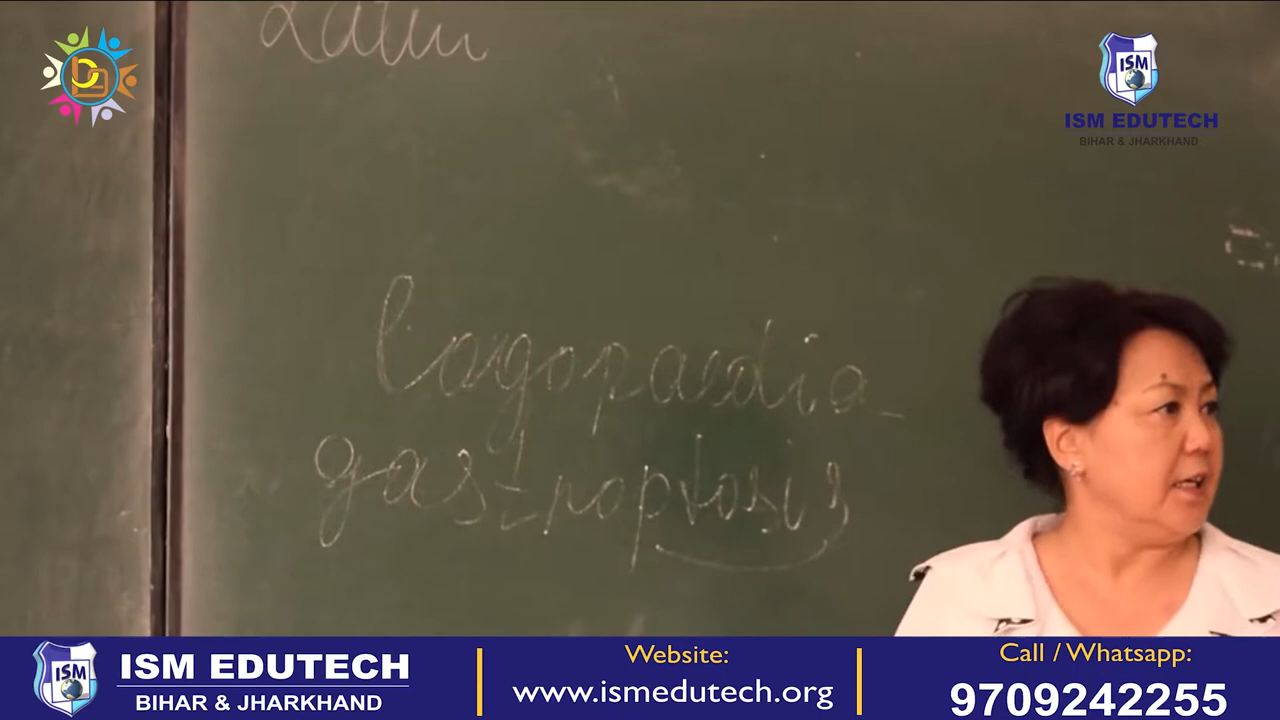 Latin
ISM
ISM EDUTECH
BIHAR & JHARKHAND
logopaedia
gastroptosis
ISM
ISM EDUTECH
BIHAR & JHARKHAND
Website:
www.ismedutech.org
Call / Whatsapp:
9709242255